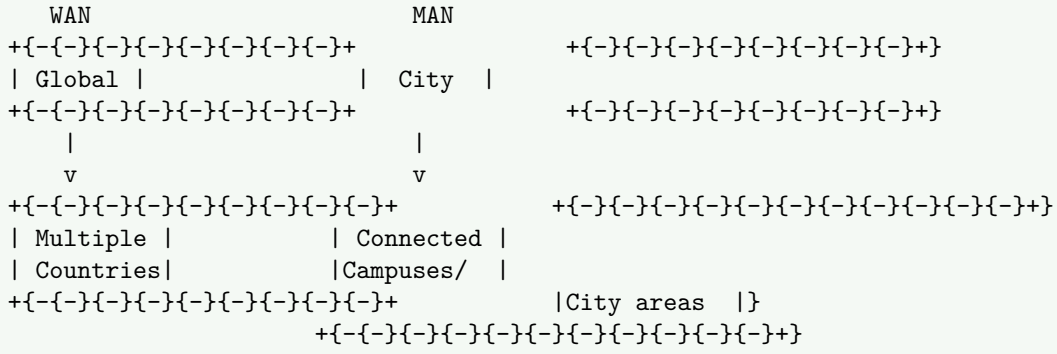 WAN                    MAN
+{-{-}{-}{-}{-}{-}{-}{-}+             +{-}{-}{-}{-}{-}{-}{-}{-}+}
| Global |             |  City  |
+{-{-}{-}{-}{-}{-}{-}{-}+             +{-}{-}{-}{-}{-}{-}{-}{-}+}
|                      |
v                      v
+{-{-}{-}{-}{-}{-}{-}{-}{-}+          +{-}{-}{-}{-}{-}{-}{-}{-}{-}{-}{-}+}
| Multiple |          | Connected |
| Countries|          |Campuses/  |
+{-{-}{-}{-}{-}{-}{-}{-}{-}+          |City areas  |}
+{-{-}{-}{-}{-}{-}{-}{-}{-}{-}{-}+}